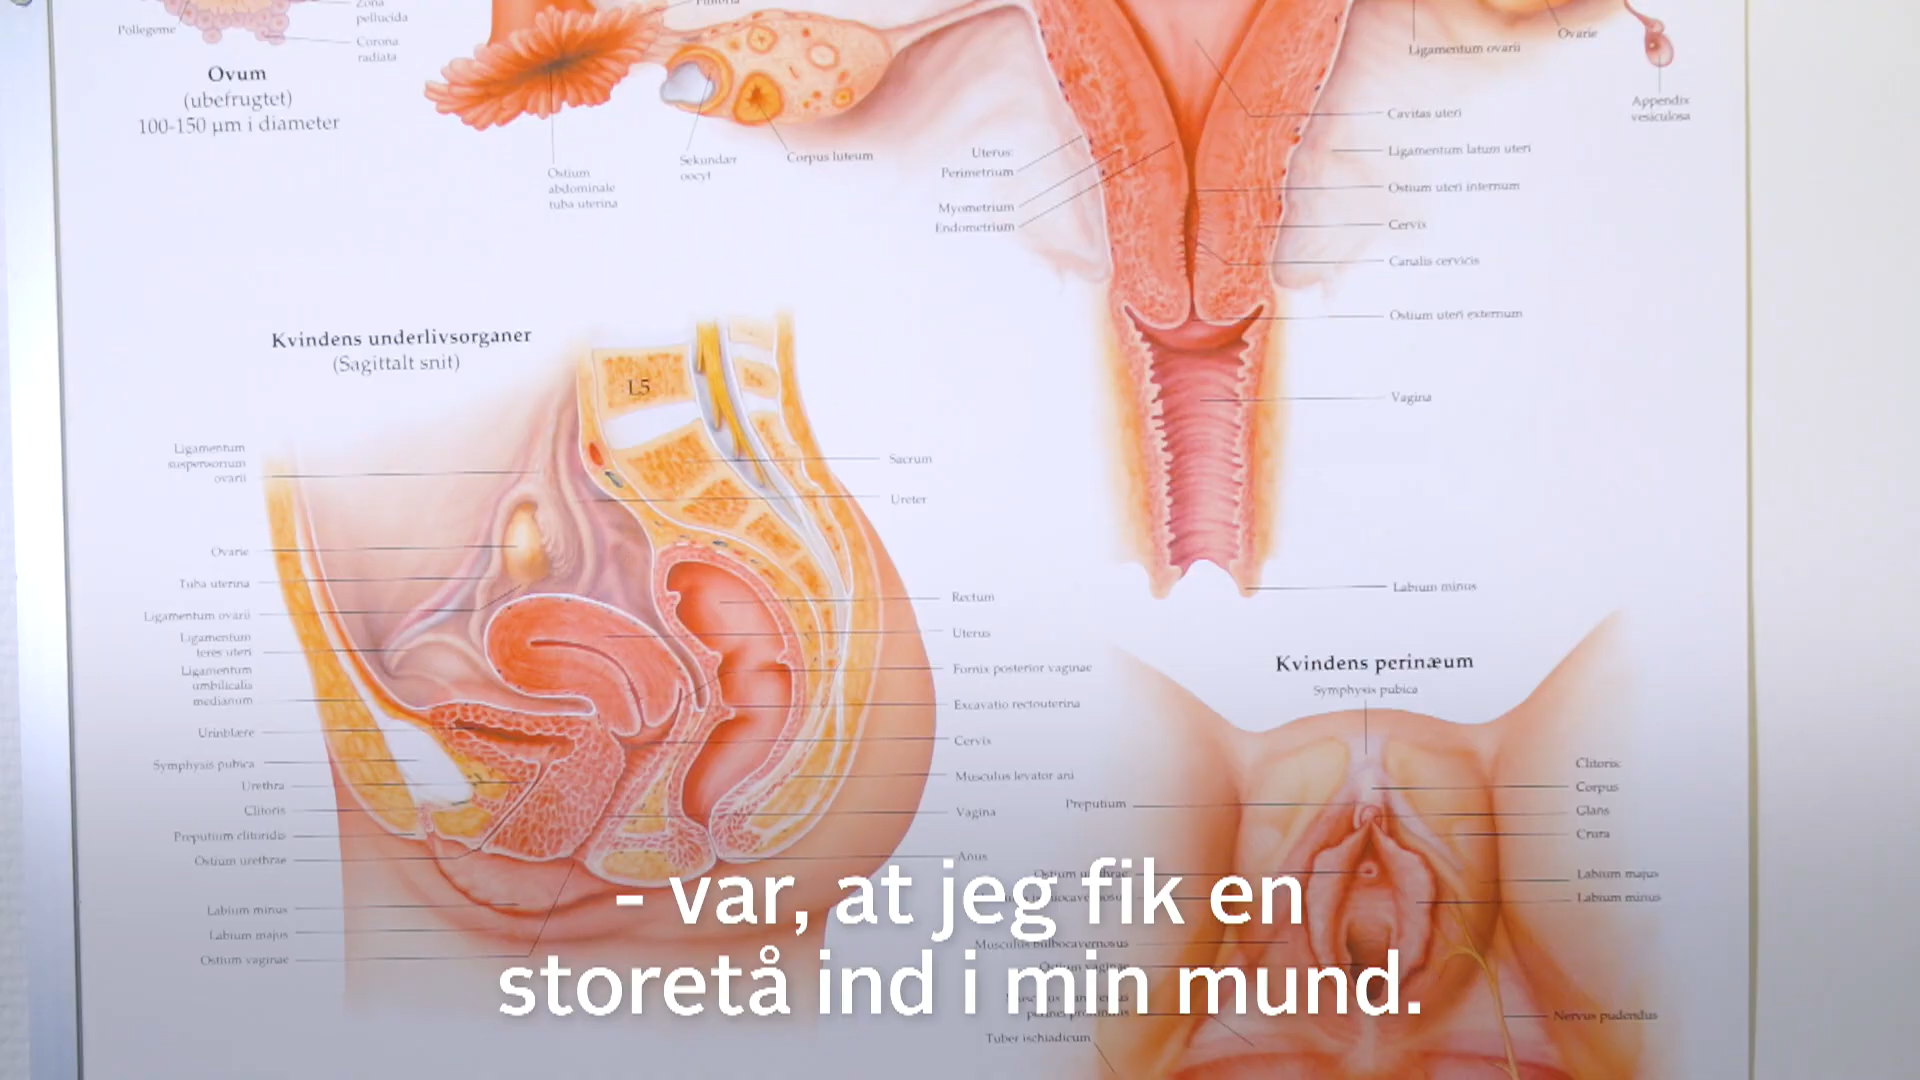 Zona
pellucida
Pollegeme
Corona
radiata
Ovum
(ubefrugtet)
100-150 µm i diameter
Fimbria
Ostium
abdominale
tuba uterina
Sekundær
oocyt
Corpus luteum
Uterus:
Perimetrium
Myometrium
Endometrium
Ligamentum ovarii
Ovarie
Appendix
vesiculosa
Cavitas uteri
Ligamentum latum uteri
Ostium uteri internum
Cervix
Canalis cervicis
Ostium uteri externum
Vagina
Labium minus
Kvindens underlivsorganer
(Sagittalt snit)
L5
Ligamentum
suspensorium
ovarii
Ovarie
Tuba uterina
Ligamentum ovarii
Ligamentum
teres uteri
Ligamentum
umbilicalis
medianum
Urinblære
Symphysis pubica
Urethra
Clitoris
Preputium clitoridis
Ostium urethrae
Labium minus
Labium majus
Ostium vaginae
Sacrum
Ureter
Rectum
Uterus
Fornix posterior vaginae
Excavatio rectouterina
Cervix
Musculus levator ani
Vagina
Anus
Kvindens perinæum
Symphysis pubica
Preputium
Musculus bulbocavernosus
Ostium vaginae
Tuber ischiadicum
Clitoris:
Corpus
Glans
Crura
Labium majus
Labium minus
Nervus pudendus
- var, at jeg fik en
storetå ind i min mund.